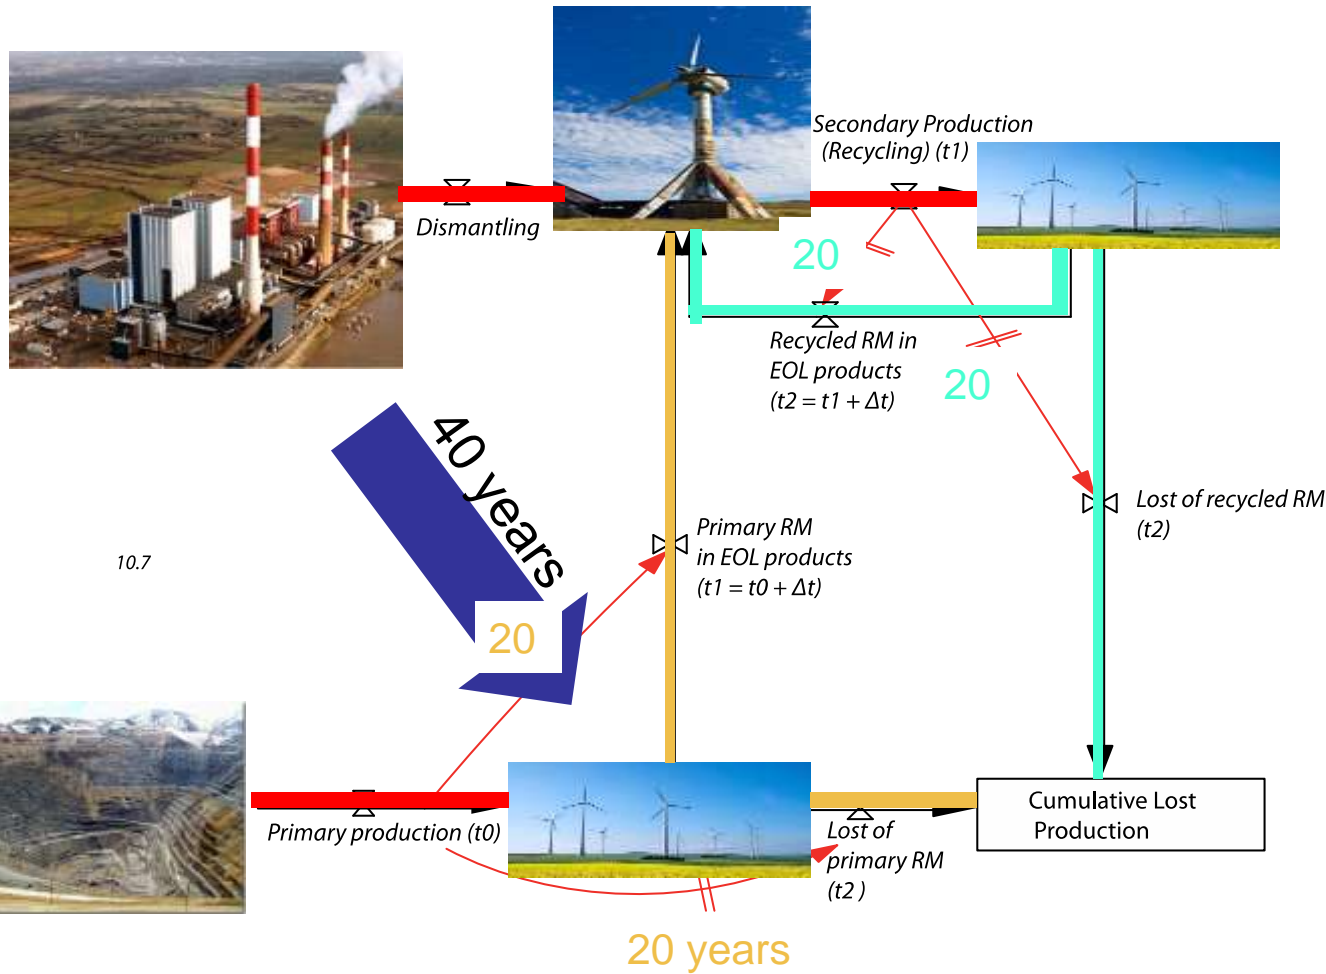 Secondary Production
(Recycling) (t1)
Dismantling
20
Recycled RM in
EOL products
(t2 = t1 + Δt)
20
40 years
Lost of recycled RM
(t2)
Primary RM
in EOL products
(t1 = t0 + Δt)
10.7
20
Primary production (t0)
Lost of
primary RM
(t2 )
Cumulative Lost
Production
20 years